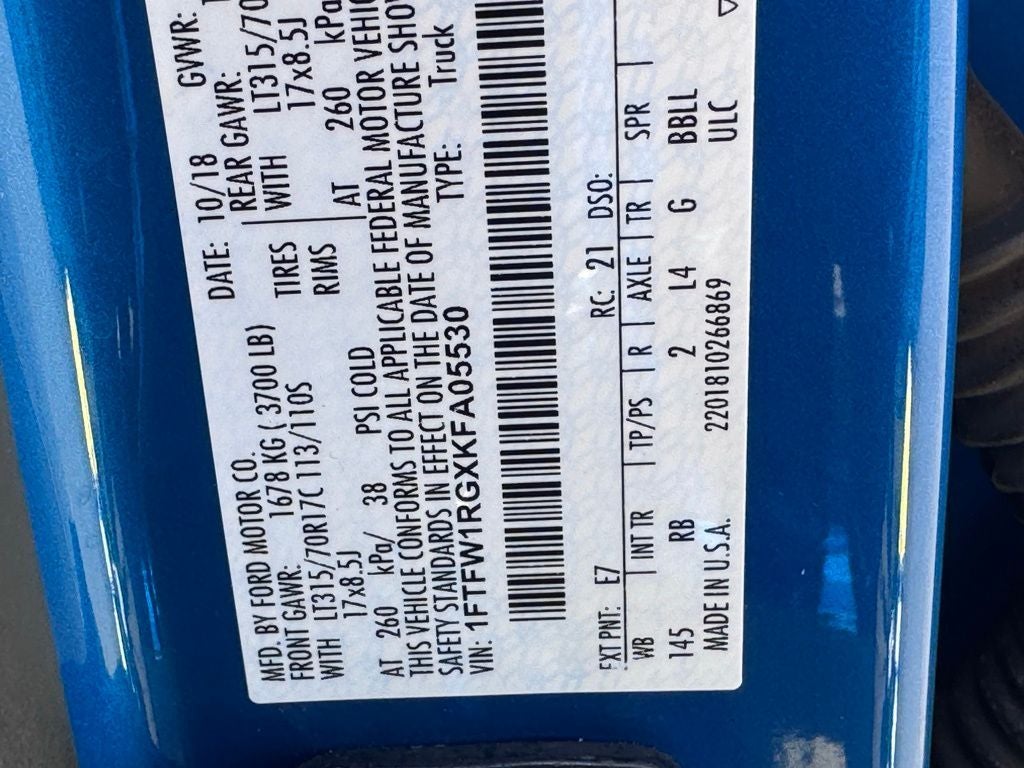 MFD. BY FORD MOTOR CO. DATE: 10/18 GVWR:
FRONT GAWR: 1678 KG ( 3700 LB) REAR GAWR:
WITH LT315/70R17C 113/110S TIRES WITH LT315/70
17x8.5J RIMS 17x8.5J
AT 260 kPa/ 38 PSI COLD AT 260 kPa
THIS VEHICLE CONFORMS TO ALL APPLICABLE FEDERAL MOTOR VEHIC
SAFETY STANDARDS IN EFFECT ON THE DATE OF MANUFACTURE SHO
VIN: 1FTFW1RGXKFA05530 TYPE: Truck
EXT PNT: E7 RC: 21 DSO:
WB | INT TR | TP/PS | R | AXLE | TR | SPR |
145 RB 2 L4 G BBLL
MADE IN U.S.A. 220181026​6869 ULC